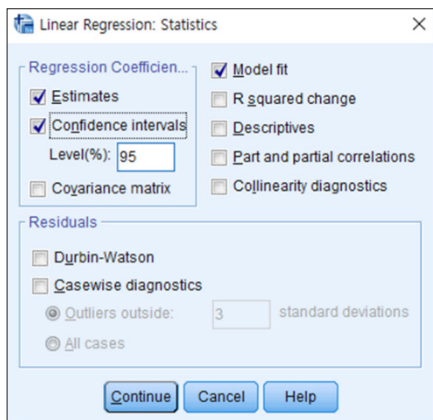 Linear Regression: Statistics
Regression Coefficien...
Estimates
Confidence intervals
Level(%): 95
Covariance matrix
Model fit
R squared change
Descriptives
Part and partial correlations
Collinearity diagnostics
Residuals
Durbin-Watson
Casewise diagnostics
Outliers outside: 3 standard deviations
All cases
Continue Cancel Help